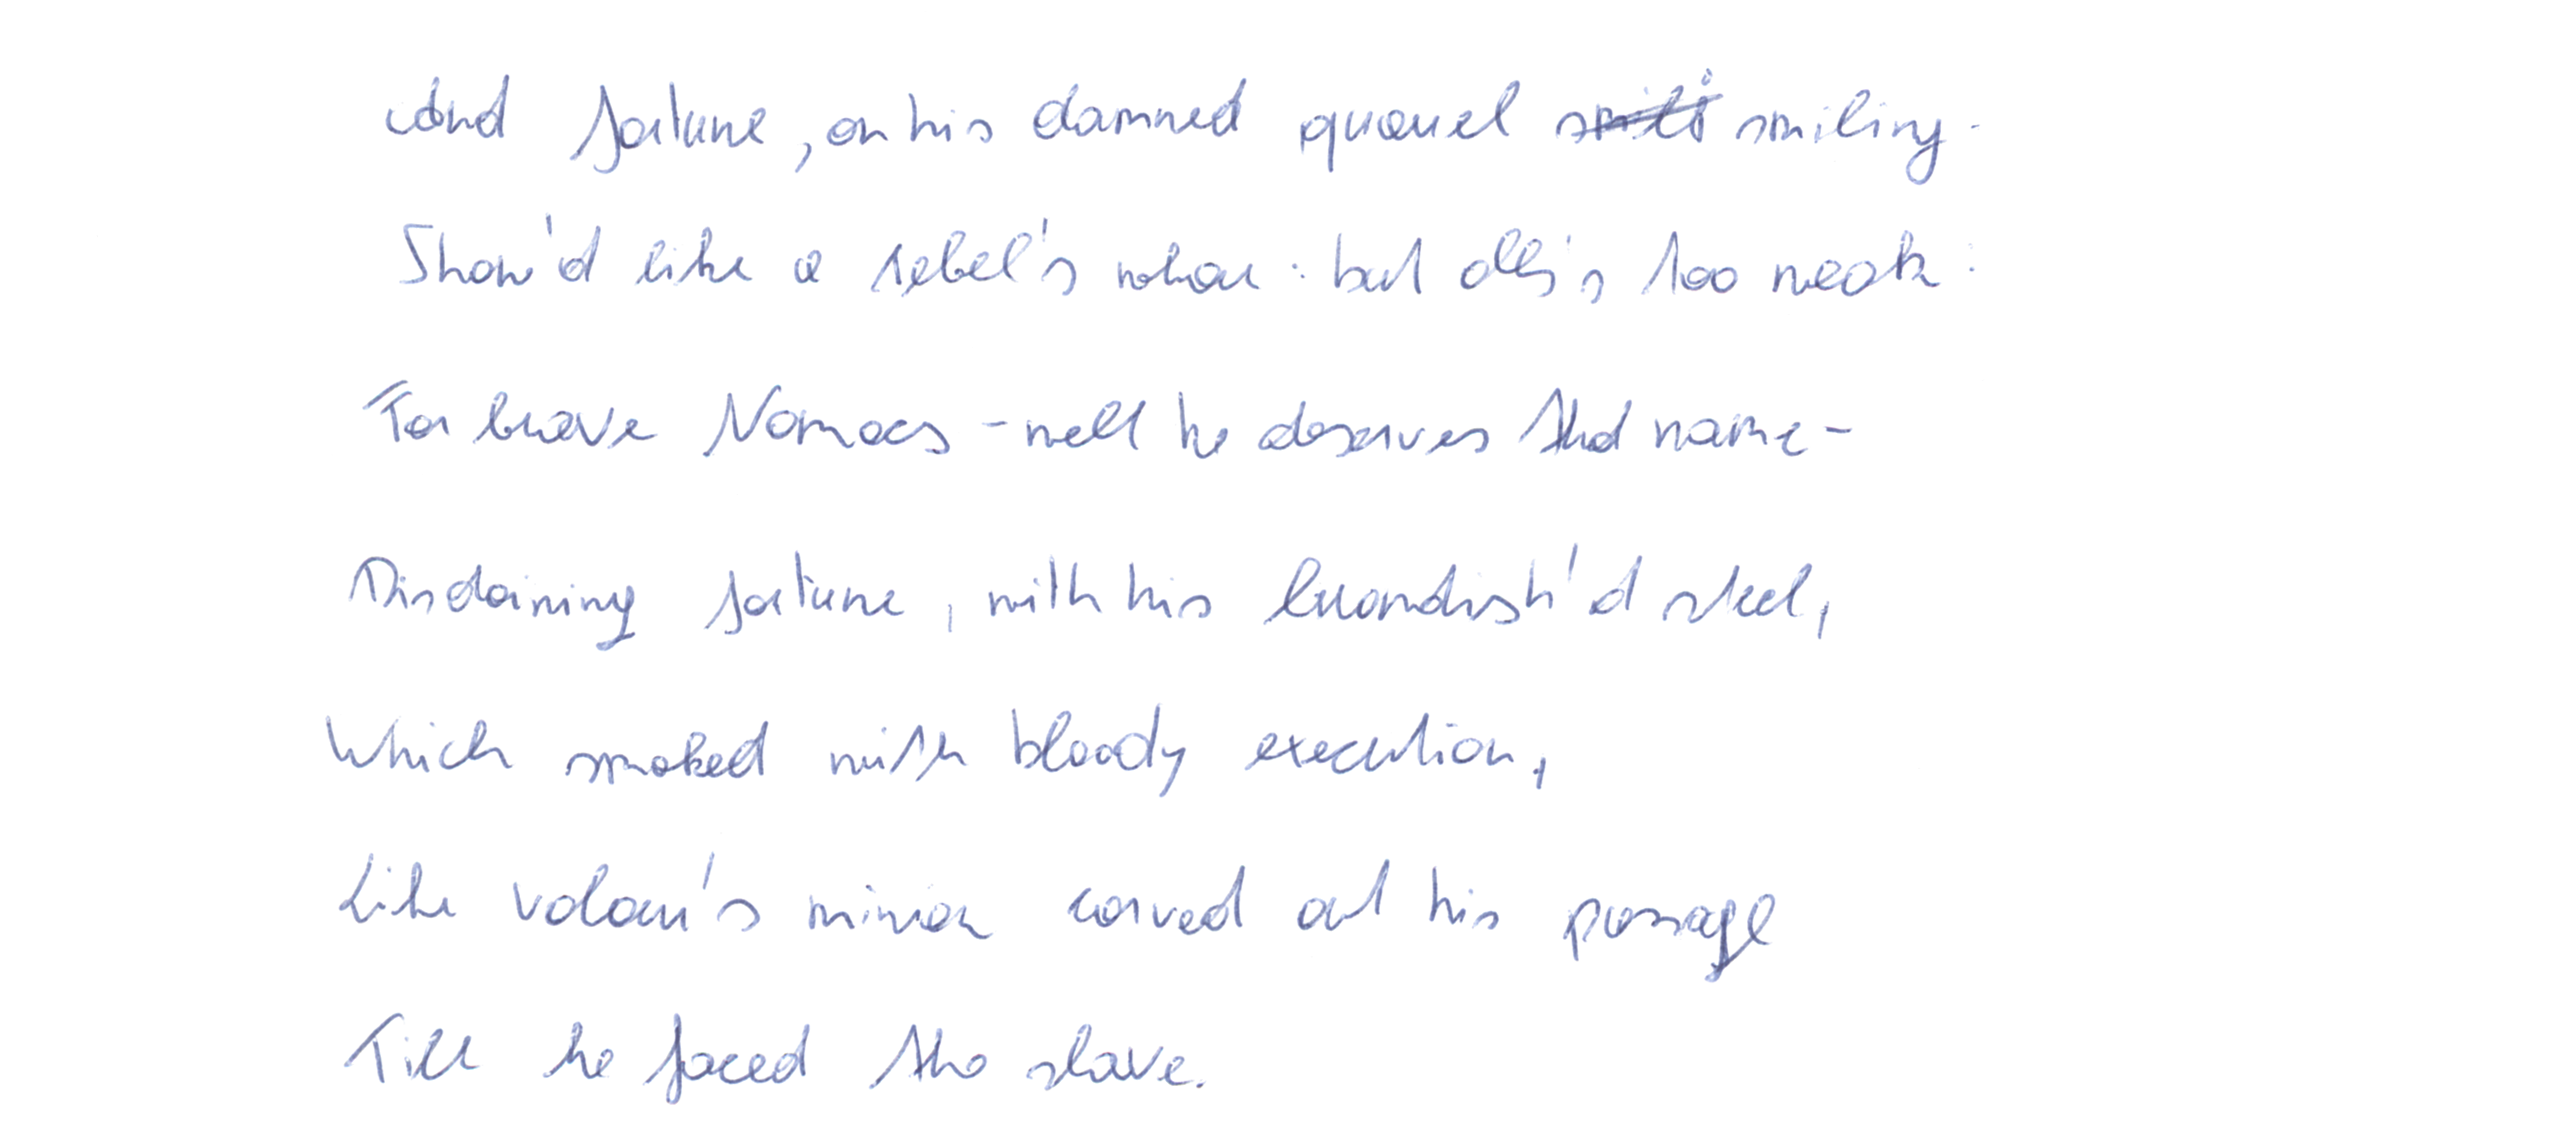 And fortune, on his damned quarrel smiling.
Show'd like a rebel's whore: but all's too weak:
For brave Nomacs - well he deserves that name -
Disdaining fortune, with his brandish'd steel,
Which smoked with bloody execution,
Like volour's minion carved out his passage
Till he faced the slave.